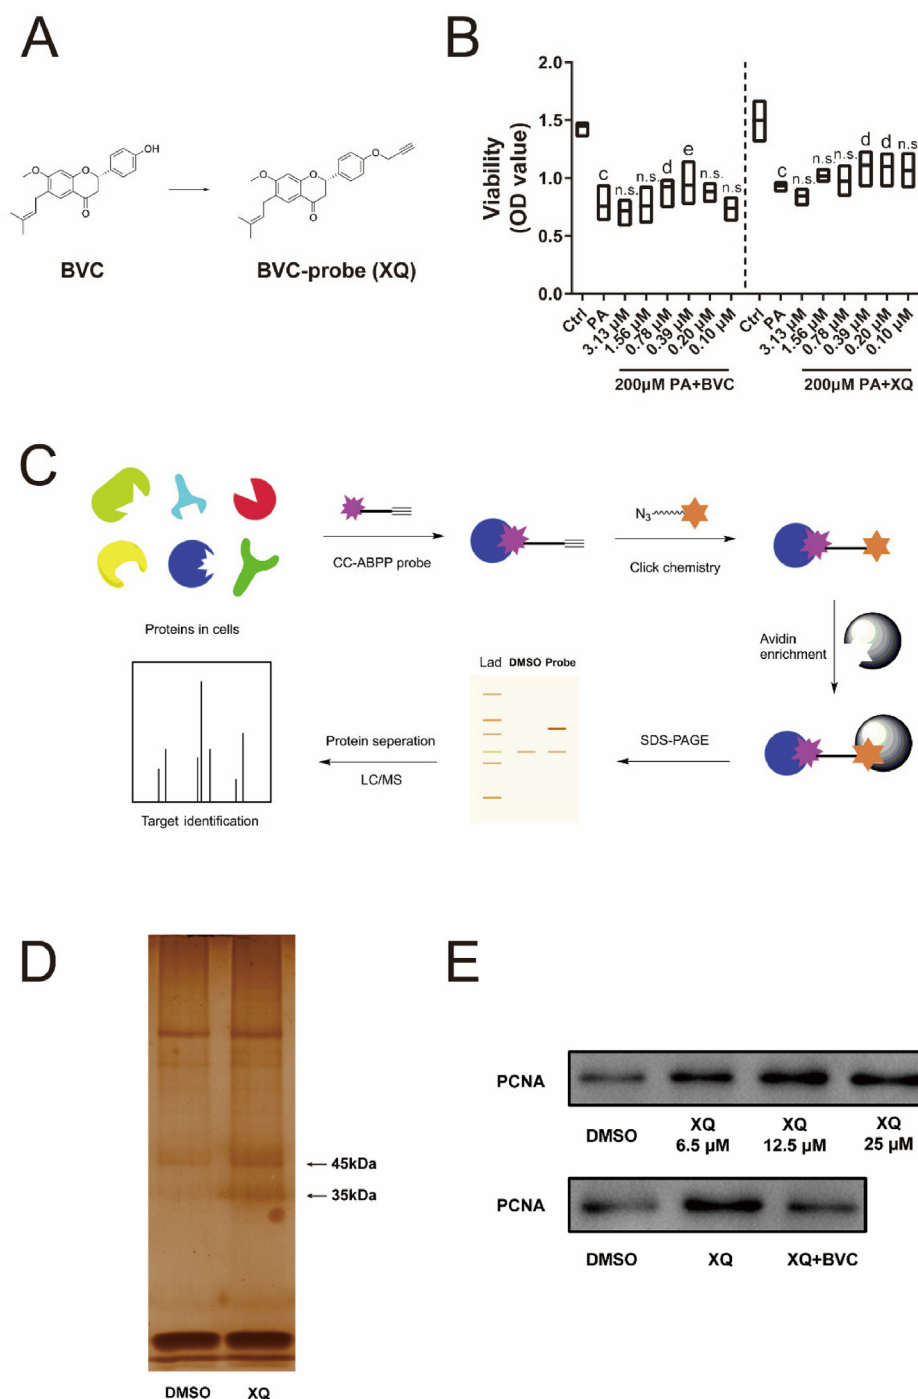 A
OH
O
O
O
BVC
O
O
O
O
BVC-probe (XQ)
B
Viability
(OD value)
2.0
1.5
1.0
0.5
0.0
c
n.s.
n.s.
d
e
n.s.
n.s.
c
n.s.
n.s.
n.s.
d
d
n.s.
Ctrl
PA
3.13 µM
1.56 µM
0.78 µM
0.39 µM
0.20 µM
0.10 µM
Ctrl
PA
3.13 µM
1.56 µM
0.78 µM
0.39 µM
0.20 µM
0.10 µM
200µM PA+BVC
200µM PA+XQ
C
Proteins in cells
CC-ABPP probe
N3
Click chemistry
Avidin
enrichment
SDS-PAGE
Lad DMSO Probe
Protein seperation
LC/MS
Target identification
D
45kDa
35kDa
DMSO XQ
E
PCNA
DMSO
XQ
6.5 µM
XQ
12.5 µM
XQ
25 µM
PCNA
DMSO XQ XQ+BVC